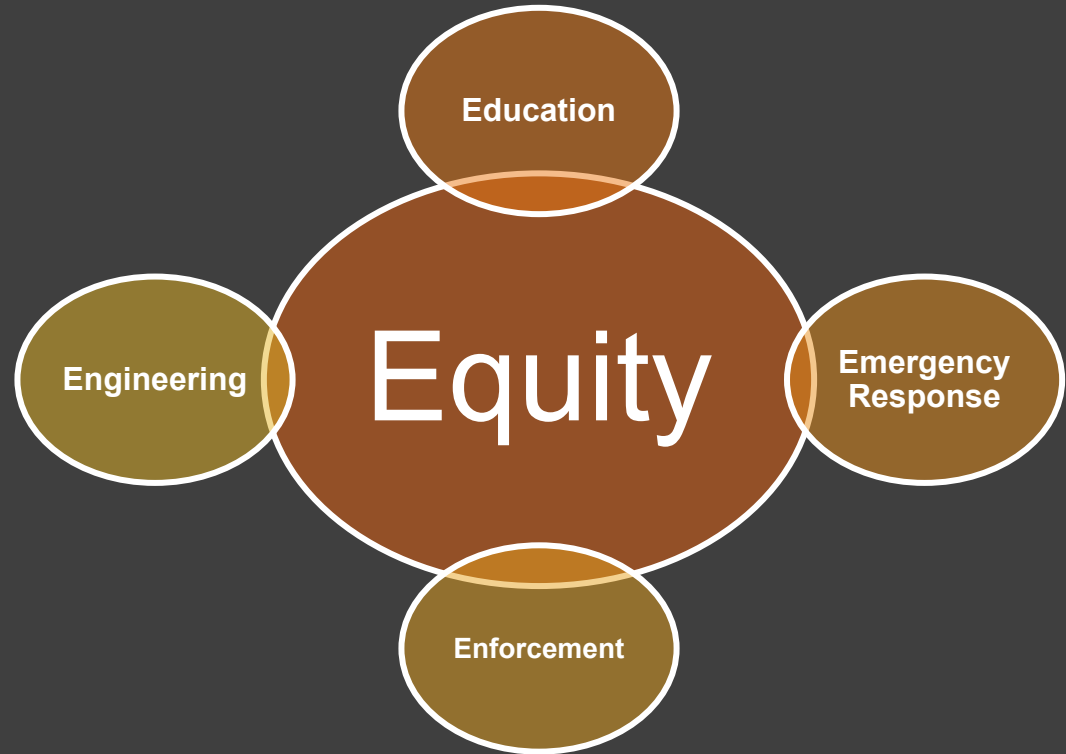 Education
Engineering
Equity
Emergency
Response
Enforcement